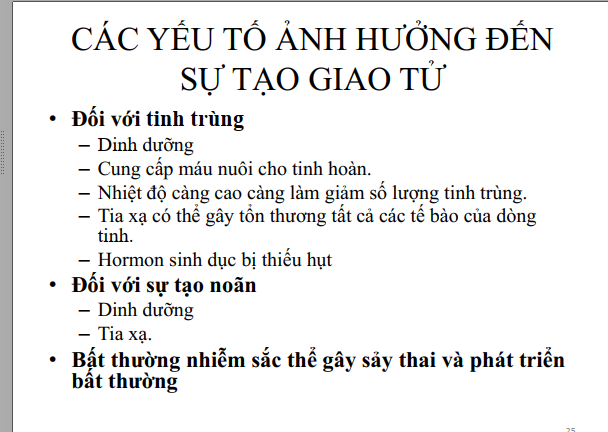 CÁC YẾU TỐ ẢNH HƯỞNG ĐẾN
SỰ TẠO GIAO TỬ
• Đối với tinh trùng
– Dinh dưỡng
– Cung cấp máu nuôi cho tinh hoàn.
– Nhiệt độ càng cao càng làm giảm số lượng tinh trùng.
– Tia xạ có thể gây tổn thương tất cả các tế bào của dòng
tinh.
– Hormon sinh dục bị thiếu hụt
• Đối với sự tạo noãn
– Dinh dưỡng
– Tia xạ.
• Bất thường nhiễm sắc thể gây sảy thai và phát triển
bất thường
25